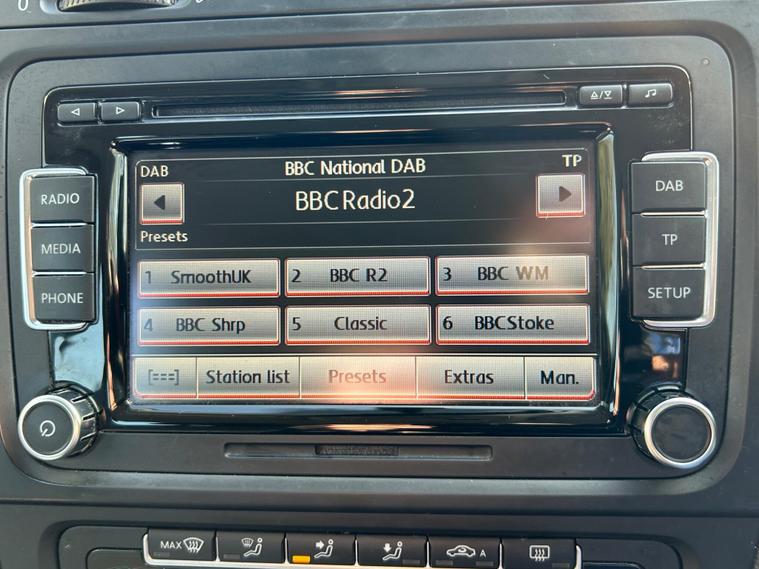 0
DAB BBC National DAB TP
BBC Radio2
Presets
1 SmoothUK 2 BBC R2 3 BBC WM
4 BBC Shrp 5 Classic 6 BBCStoke
[===] Station list Presets Extras Man.
RADIO
MEDIA
PHONE
DAB
TP
SETUP
MAX A